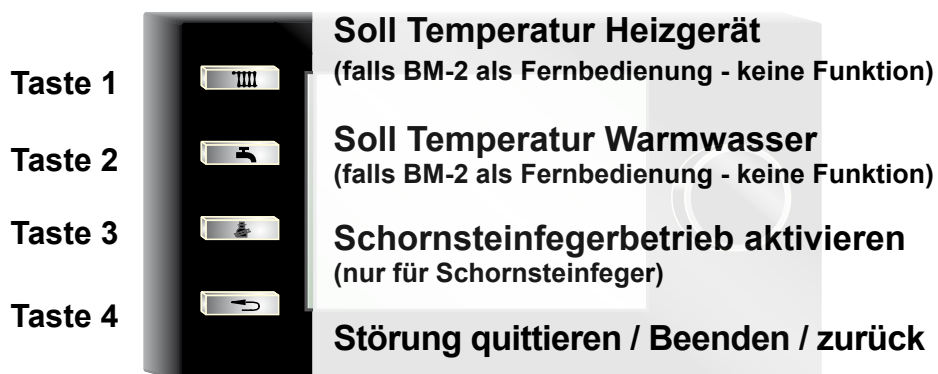 Taste 1
Soll Temperatur Heizgerät
(falls BM-2 als Fernbedienung - keine Funktion)
Taste 2
Soll Temperatur Warmwasser
(falls BM-2 als Fernbedienung - keine Funktion)
Taste 3
Schornsteinfegerbetrieb aktivieren
(nur für Schornsteinfeger)
Taste 4
Störung quittieren / Beenden / zurück